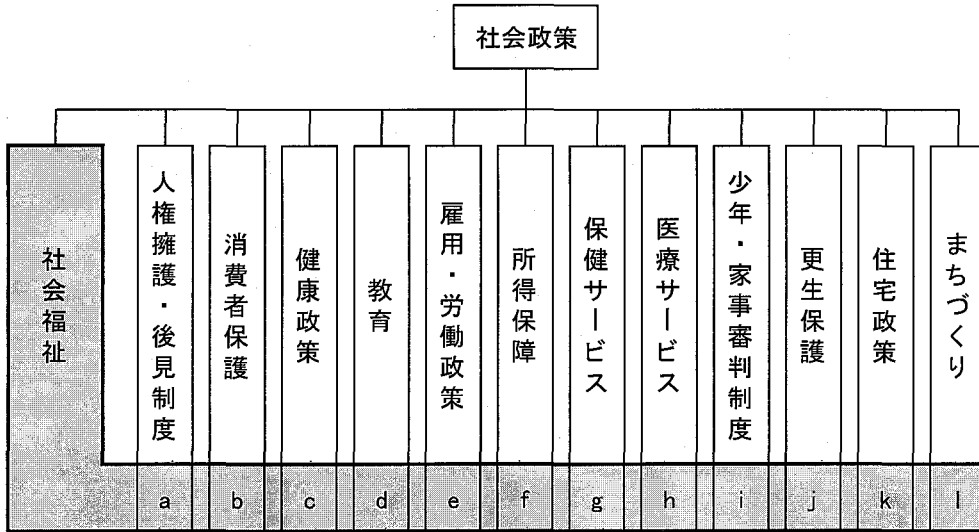 社会政策
社会福祉
人権擁護・後見制度
消費者保護
健康政策
教育
雇用・労働政策
所得保障
保健サービス
医療サービス
少年・家事審判制度
更生保護
住宅政策
まちづくり
a
b
c
d
e
f
g
h
i
j
k
l